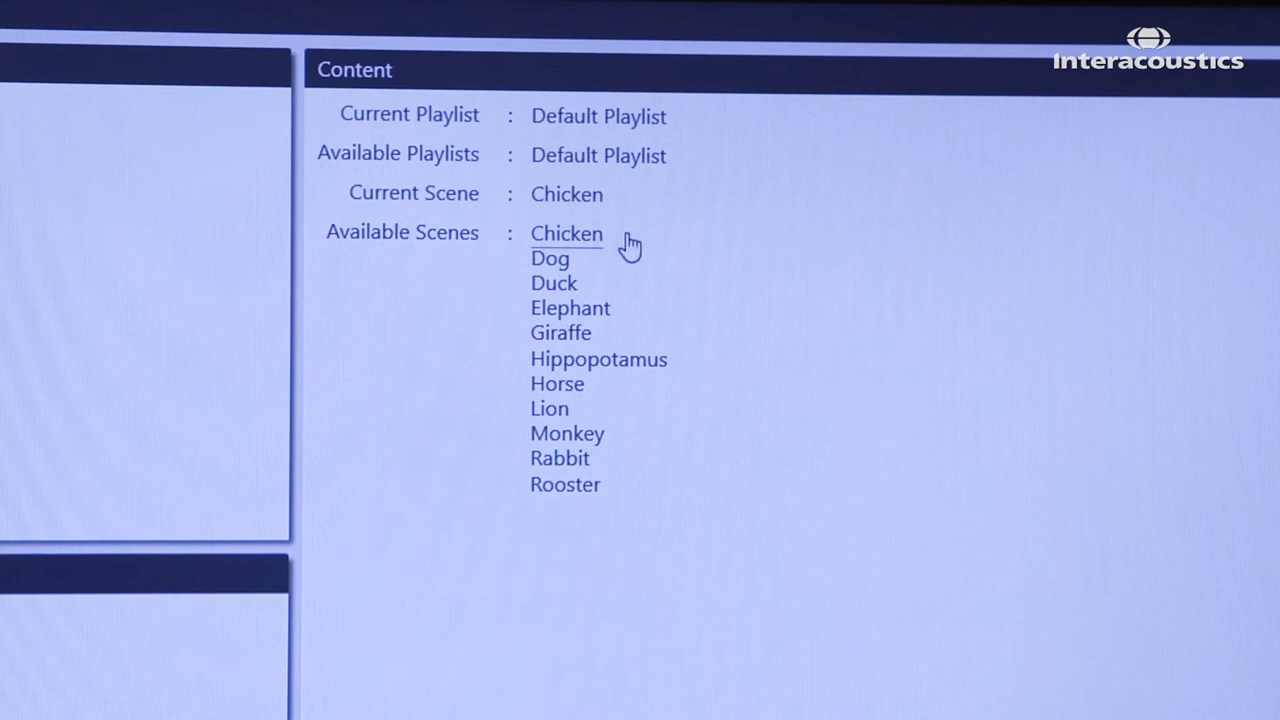 Interacoustics
Content
Current Playlist : Default Playlist
Available Playlists : Default Playlist
Current Scene : Chicken
Available Scenes : Chicken
Dog
Duck
Elephant
Giraffe
Hippopotamus
Horse
Lion
Monkey
Rabbit
Rooster